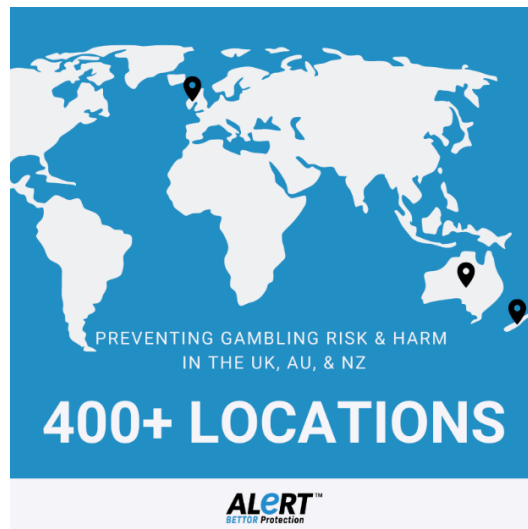 PREVENTING GAMBLING RISK & HARM
IN THE UK, AU, & NZ
400+ LOCATIONS
ALeRT™
BETTOR Protection